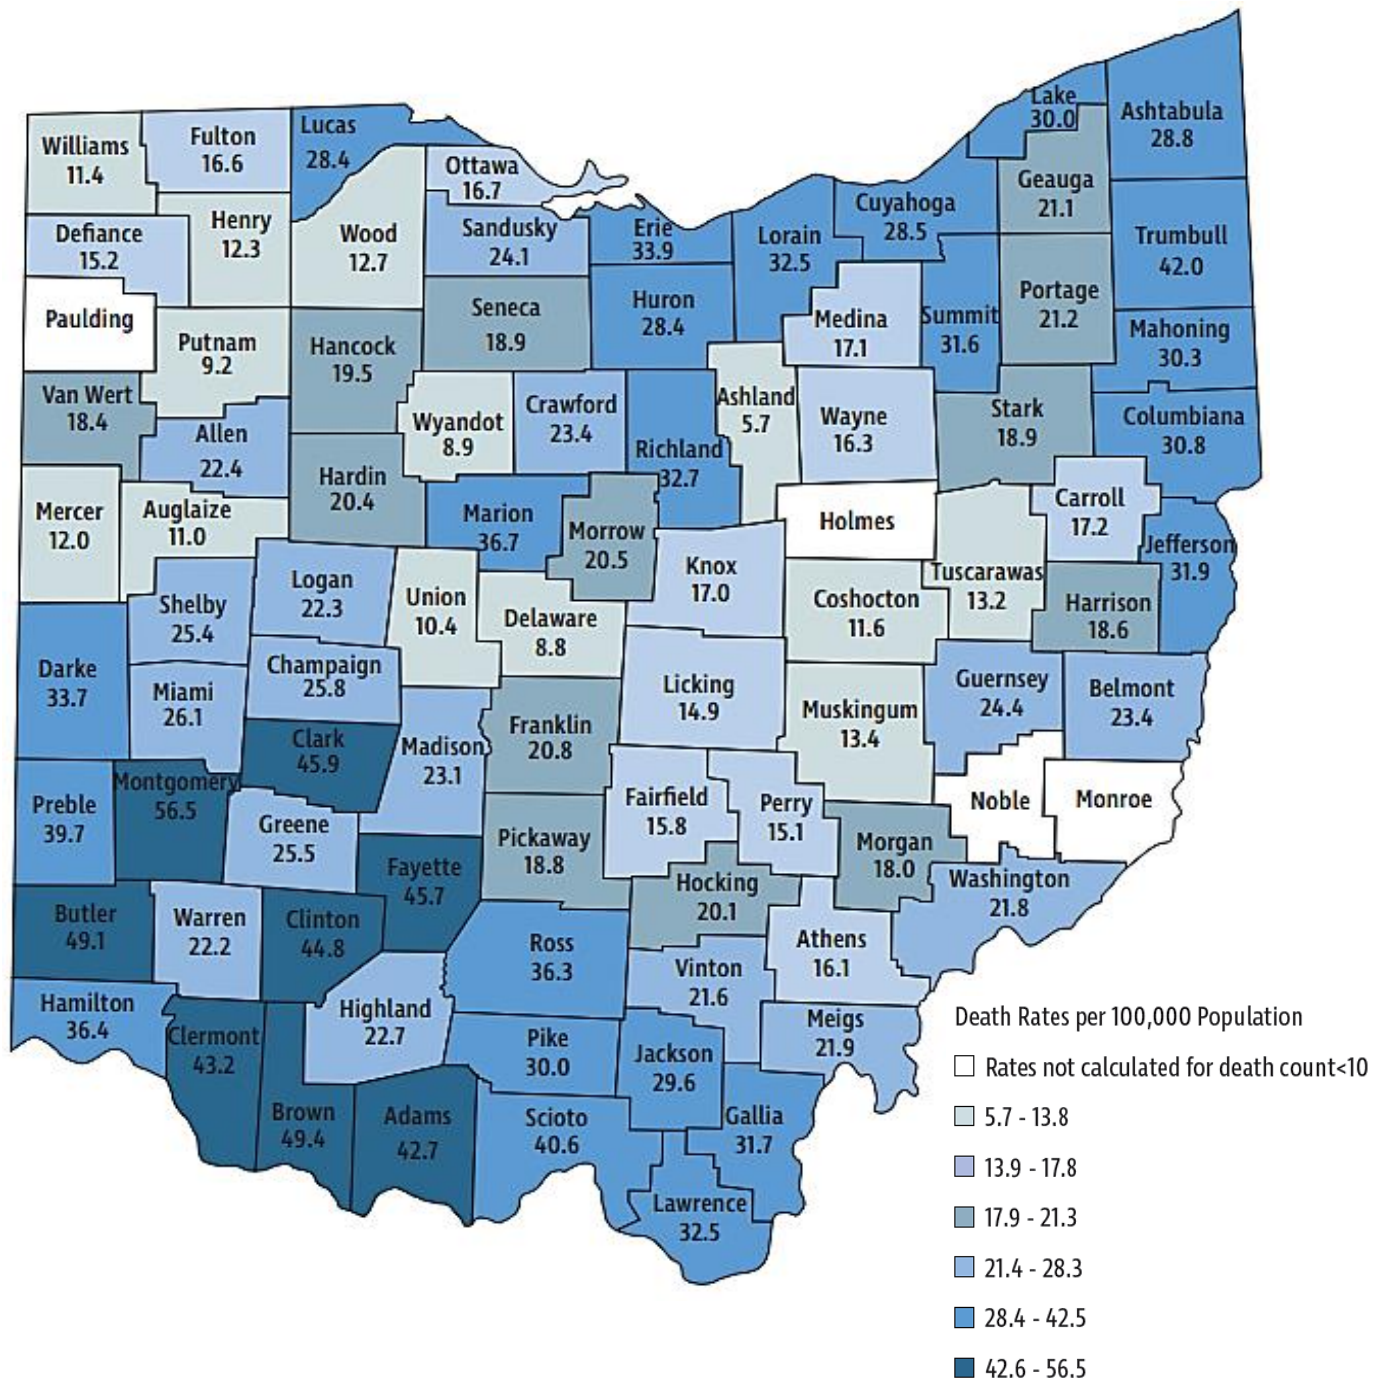 Lake
30.0
Ashtabula
28.8
Williams
11.4
Fulton
16.6
Lucas
28.4
Ottawa
16.7
Geauga
21.1
Defiance
15.2
Henry
12.3
Wood
12.7
Sandusky
24.1
Erie
33.9
Lorain
32.5
Cuyahoga
28.5
Trumbull
42.0
Paulding
Putnam
9.2
Hancock
19.5
Seneca
18.9
Huron
28.4
Medina
17.1
Summit
31.6
Portage
21.2
Mahoning
30.3
Van Wert
18.4
Allen
22.4
Wyandot
8.9
Crawford
23.4
Richland
32.7
Ashland
5.7
Wayne
16.3
Stark
18.9
Columbiana
30.8
Mercer
12.0
Auglaize
11.0
Hardin
20.4
Marion
36.7
Morrow
20.5
Holmes
Carroll
17.2
Jefferson
31.9
Shelby
25.4
Logan
22.3
Union
10.4
Delaware
8.8
Knox
17.0
Coshocton
11.6
Tuscarawas
13.2
Harrison
18.6
Darke
33.7
Miami
26.1
Champaign
25.8
Licking
14.9
Muskingum
13.4
Guernsey
24.4
Belmont
23.4
Clark
45.9
Madison
23.1
Franklin
20.8
Preble
39.7
Montgomery
56.5
Greene
25.5
Fayette
45.7
Pickaway
18.8
Fairfield
15.8
Perry
15.1
Morgan
18.0
Noble
Monroe
Butler
49.1
Warren
22.2
Clinton
44.8
Ross
36.3
Hocking
20.1
Athens
16.1
Washington
21.8
Hamilton
36.4
Clermont
43.2
Highland
22.7
Pike
30.0
Vinton
21.6
Jackson
29.6
Meigs
21.9
Brown
49.4
Adams
42.7
Scioto
40.6
Gallia
31.7
Lawrence
32.5
Death Rates per 100,000 Population
Rates not calculated for death count<10
5.7 - 13.8
13.9 - 17.8
17.9 - 21.3
21.4 - 28.3
28.4 - 42.5
42.6 - 56.5